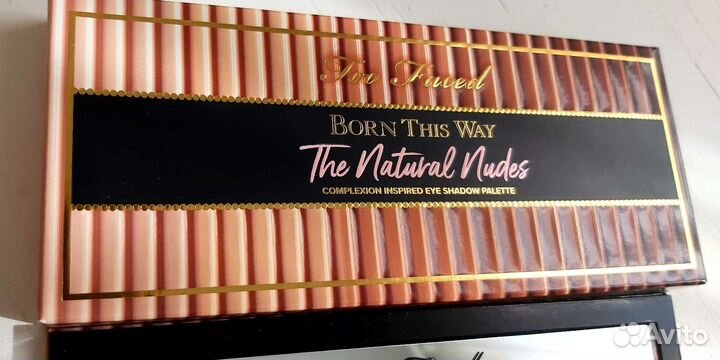 Too Faced
BORN THIS WAY
The Natural Nudes
COMPLEXION INSPIRED EYE SHADOW PALETTE
Avito